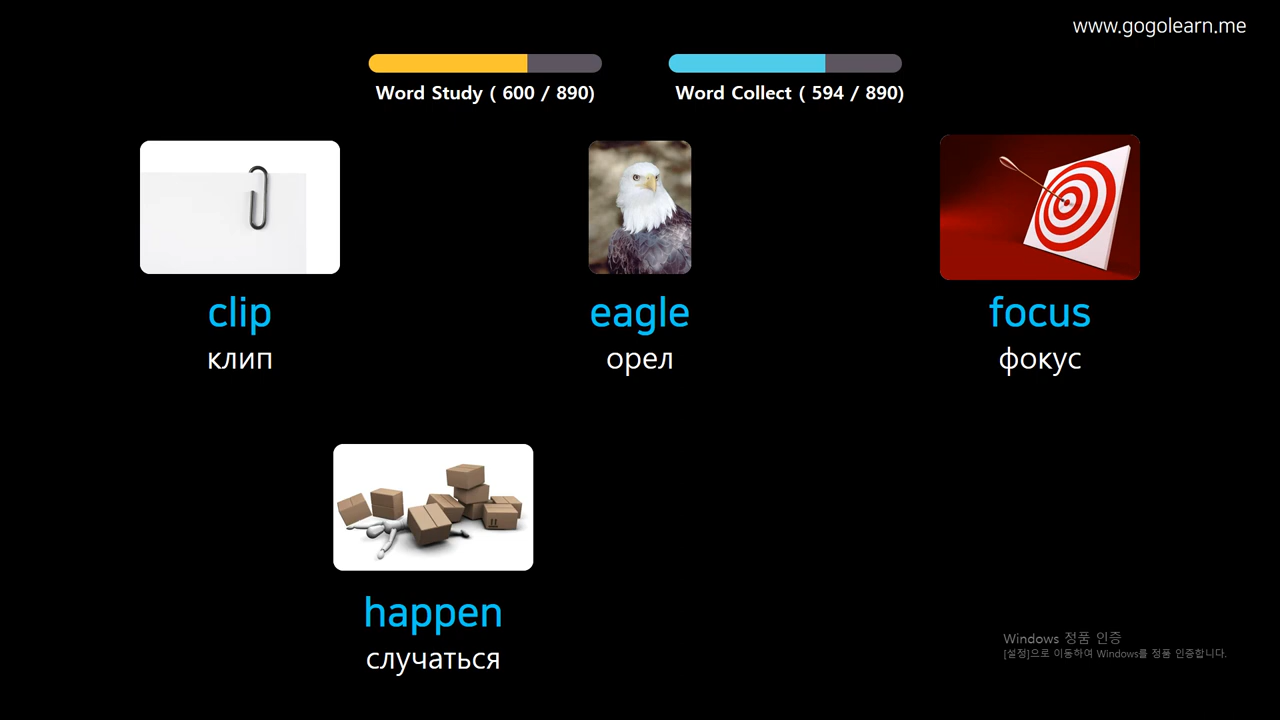 www.gogolearn.me
Word Study ( 600 / 890)
Word Collect ( 594 / 890)
clip
eagle
focus
клип
орел
фокус
happen
случаться
Windows 정품 인증
[설정]으로 이동하여 Windows를 정품 인증합니다.